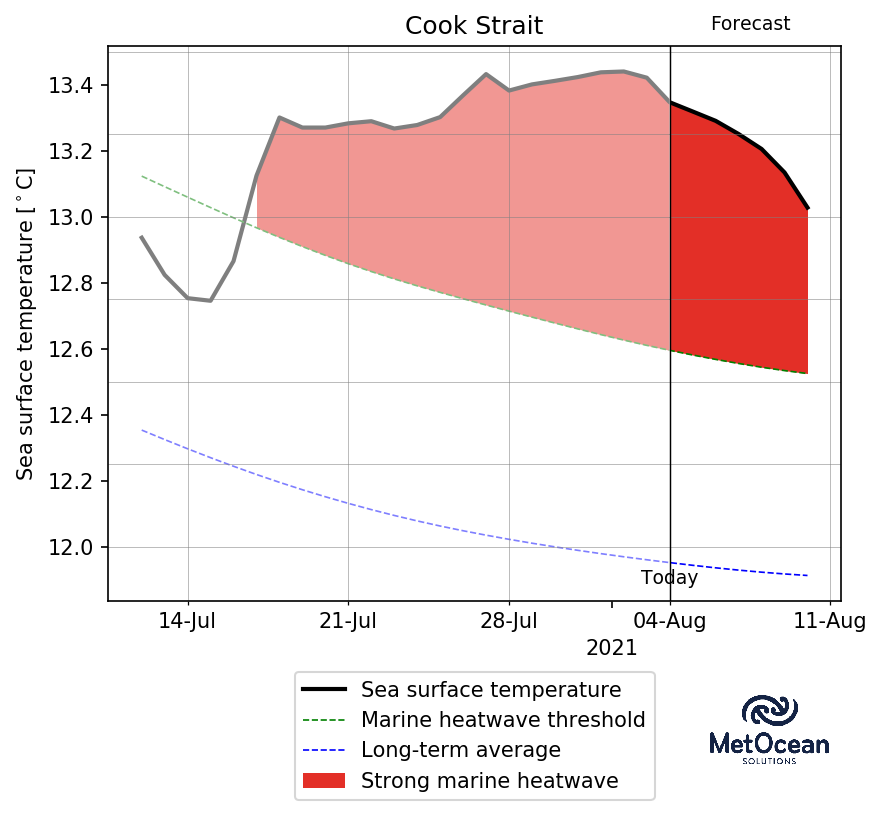 Cook Strait
Forecast
Sea surface temperature [°C]
13.4
13.2
13.0
12.8
12.6
12.4
12.2
12.0
Today
14-Jul
21-Jul
28-Jul
04-Aug
11-Aug
2021
Sea surface temperature
Marine heatwave threshold
Long-term average
Strong marine heatwave
MetOcean
SOLUTIONS